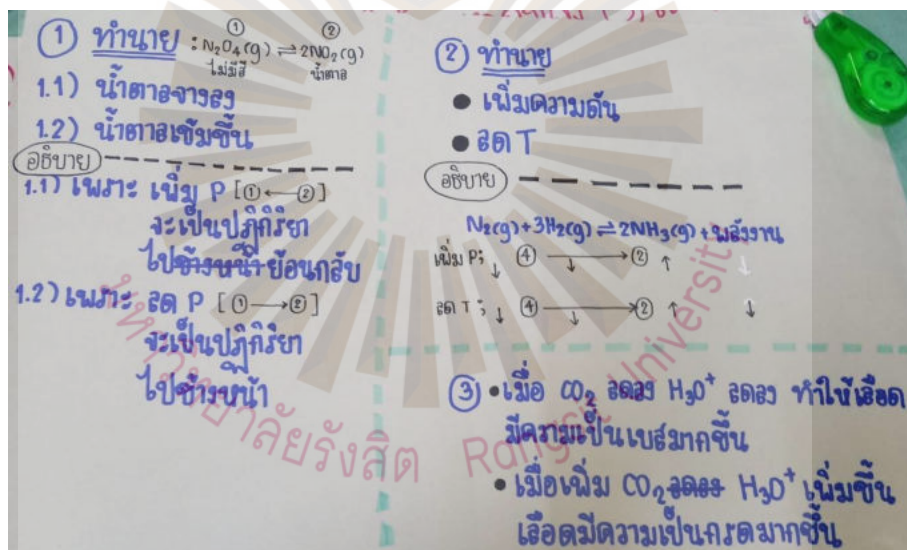 ① ทำนาย : N₂O₄(g) ⇌ 2NO₂(g)
① ②
ไม่มีสี น้ำตาล
1.1) น้ำตาลจางลง
1.2) น้ำตาลเข้มขึ้น
อธิบาย
1.1) เพราะ เพิ่ม P [① ← ②]
จะเป็นปฏิกิริยา
ไปข้างหน้า ย้อนกลับ
1.2) เพราะ ลด P [① → ②]
จะเป็นปฏิกิริยา
ไปข้างหน้า
② ทำนาย
● เพิ่มความดัน
● ลด T
อธิบาย
N₂(g) + 3H₂(g) ⇌ 2NH₃(g) + พลังงาน
เพิ่ม P; ↓ ④ → ② ↑ ↓
ลด T ; ↓ ④ → ② ↑ ↓
③ • เมื่อ CO₂ ลดลง H₃O⁺ ลดลง ทำให้เลือด
มีความเป็นเบสมากขึ้น
• เมื่อเพิ่ม CO₂ ลดลง H₃O⁺ เพิ่มขึ้น
เลือดมีความเป็นกรดมากขึ้น
มหาวิทยาลัยรังสิต Rangsit University